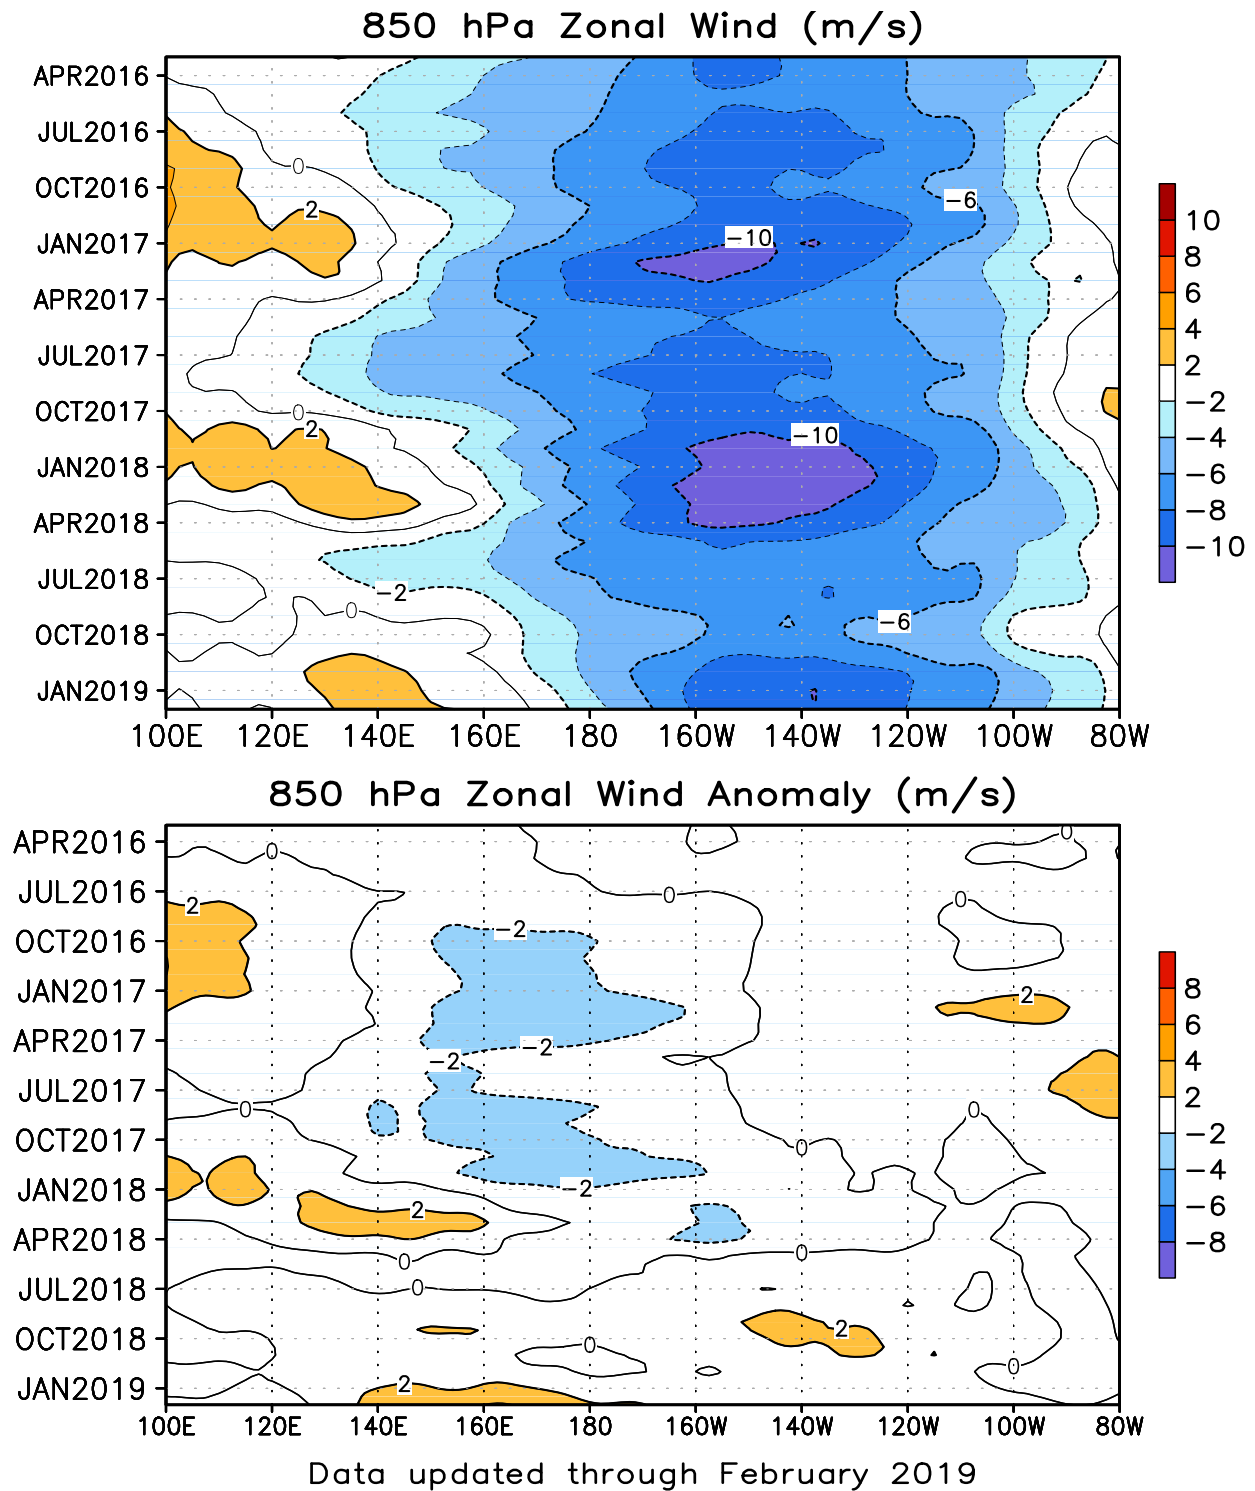 850 hPa Zonal Wind (m/s)
APR2016
JUL2016
OCT2016
JAN2017
APR2017
JUL2017
OCT2017
JAN2018
APR2018
JUL2018
OCT2018
JAN2019
0
2
-6
-10
0
2
-10
-2
0
-6
100E 120E 140E 160E 180 160W 140W 120W 100W 80W
10
8
6
4
2
-2
-4
-6
-8
-10
850 hPa Zonal Wind Anomaly (m/s)
APR2016
JUL2016
OCT2016
JAN2017
APR2017
JUL2017
OCT2017
JAN2018
APR2018
JUL2018
OCT2018
JAN2019
0
0
0
0
2
-2
2
-2
-2
0
0
0
-2
2
0
0
0
2
0
0
2
100E 120E 140E 160E 180 160W 140W 120W 100W 80W
8
6
4
2
-2
-4
-6
-8
Data updated through February 2019